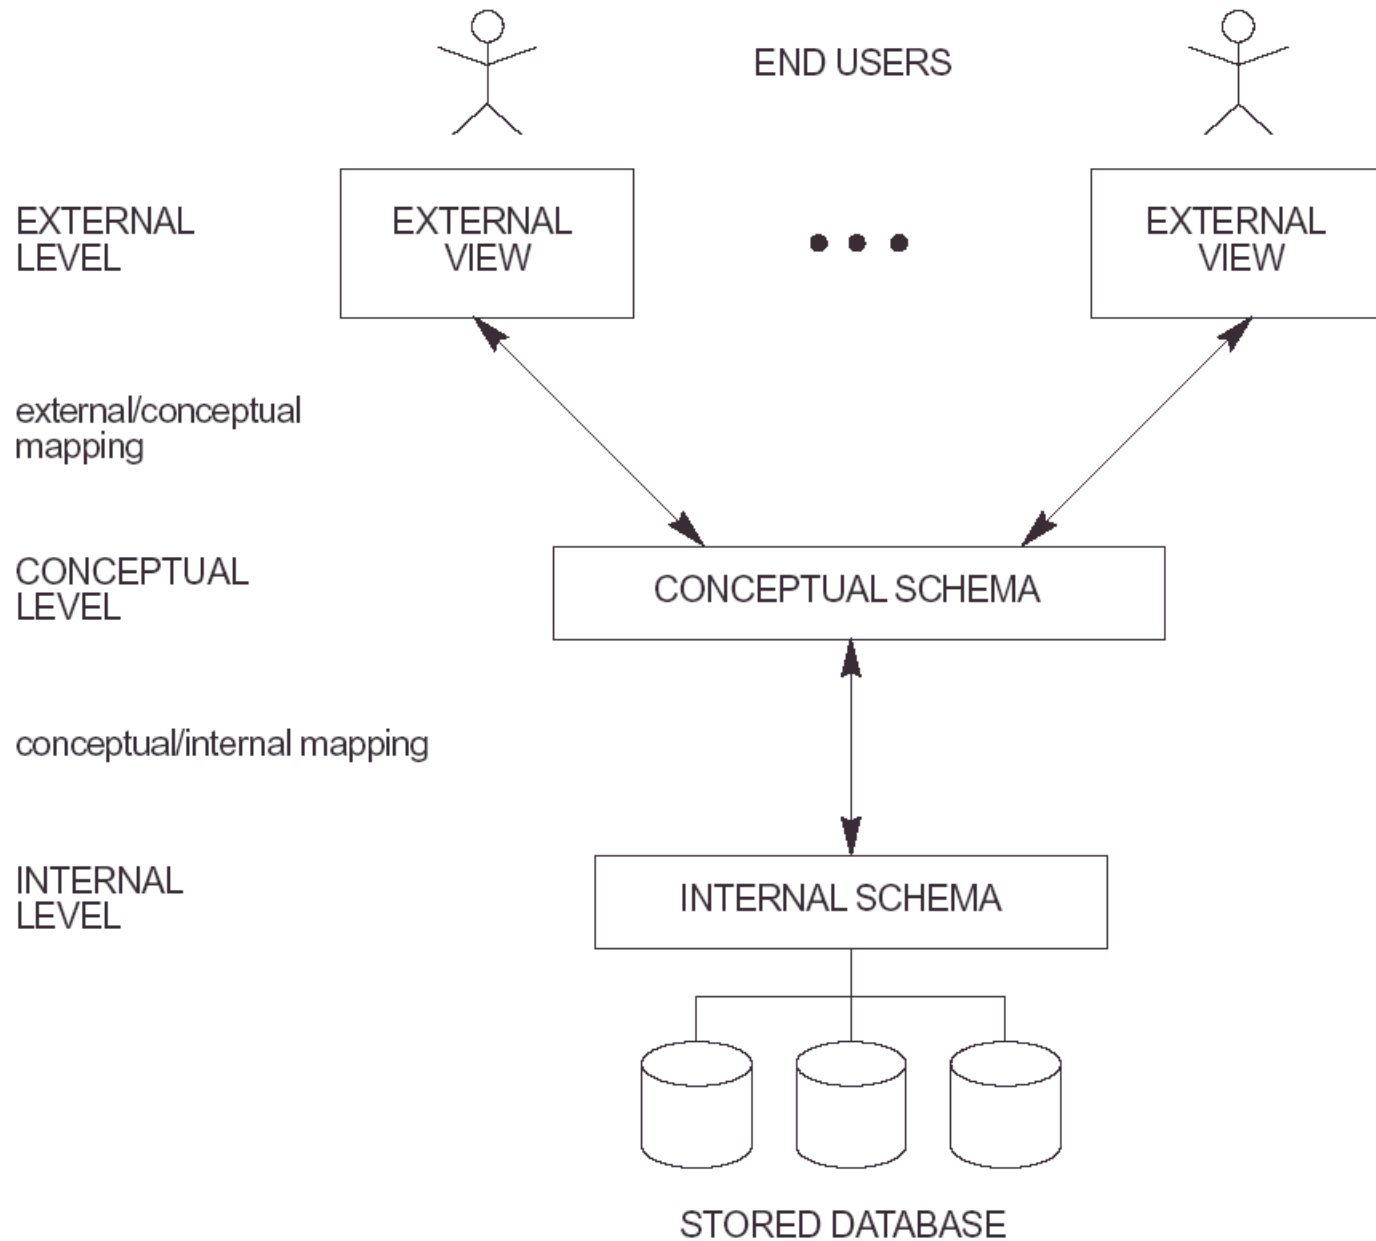 END USERS
EXTERNAL
LEVEL
EXTERNAL
VIEW
EXTERNAL
VIEW
external/conceptual
mapping
CONCEPTUAL
LEVEL
CONCEPTUAL SCHEMA
conceptual/internal mapping
INTERNAL
LEVEL
INTERNAL SCHEMA
STORED DATABASE